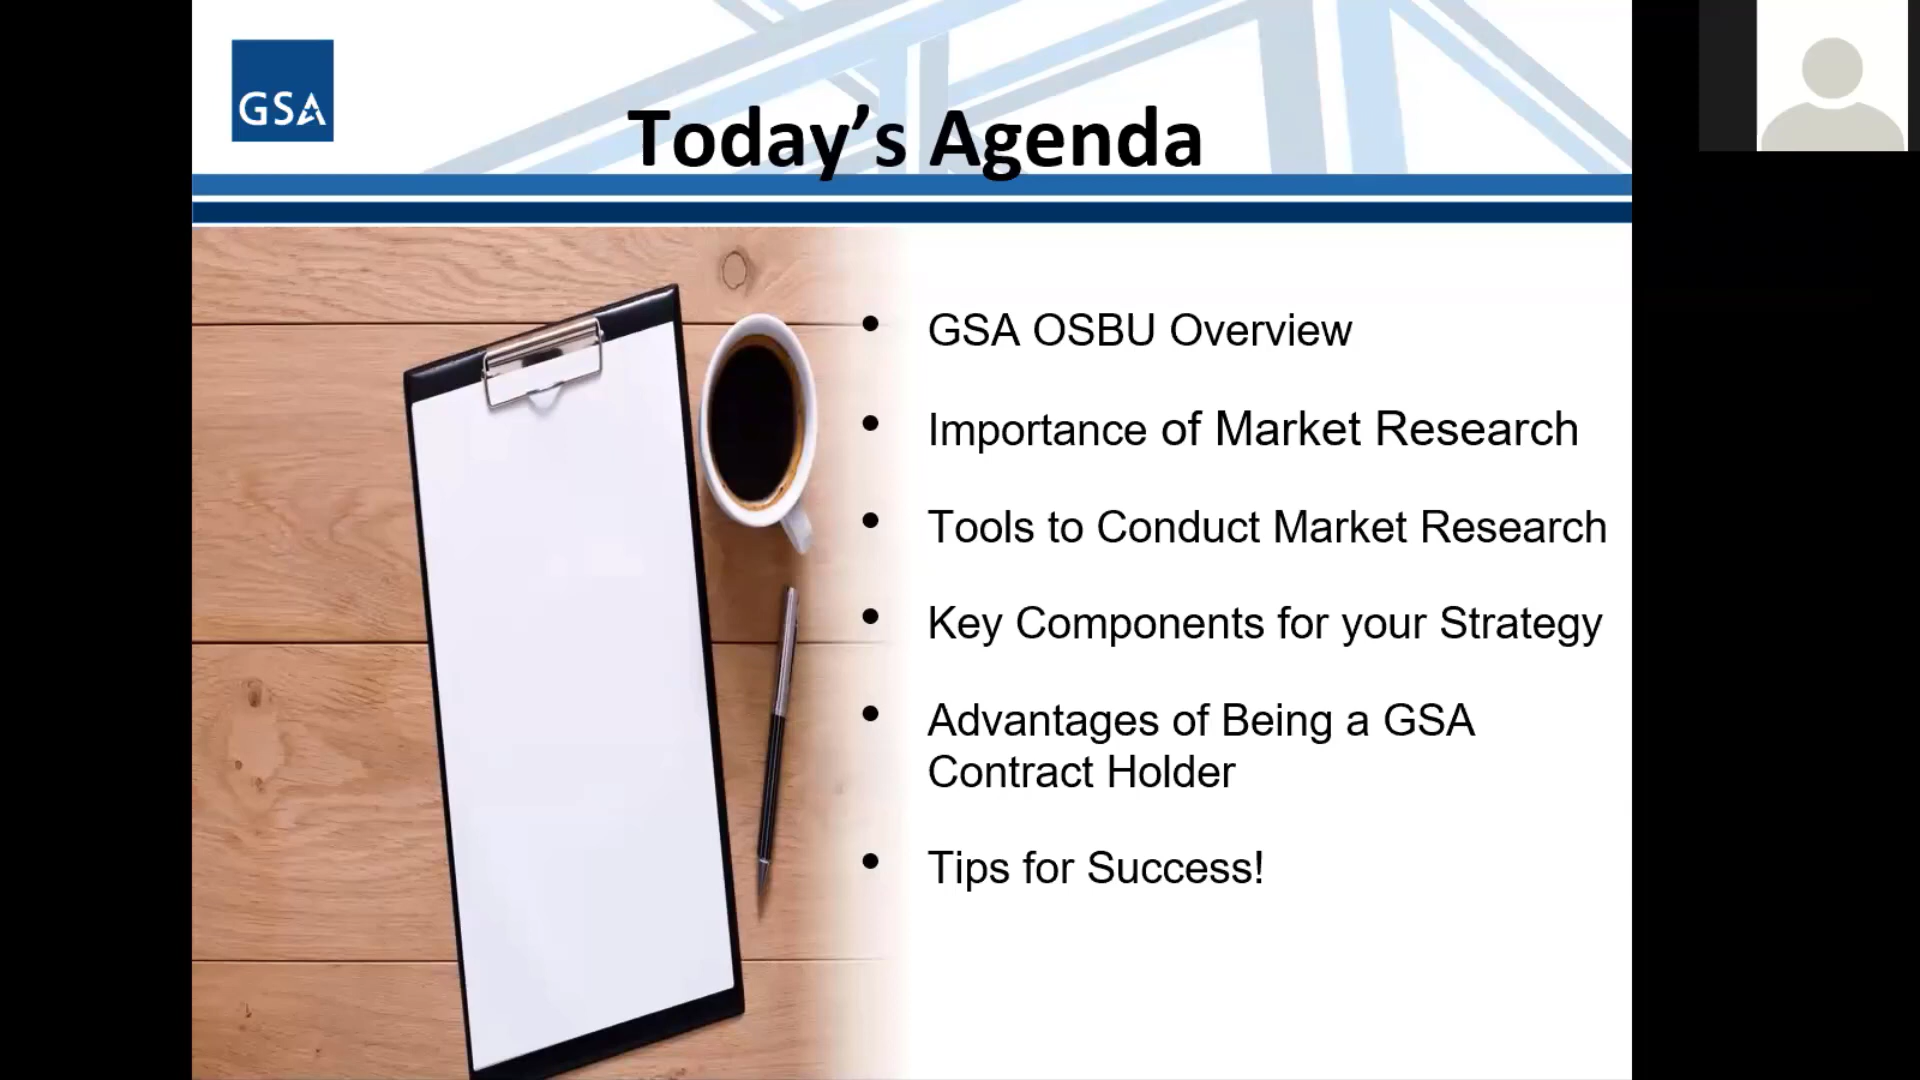 GSA
Today’s Agenda
• GSA OSBU Overview
• Importance of Market Research
• Tools to Conduct Market Research
• Key Components for your Strategy
• Advantages of Being a GSA
Contract Holder
• Tips for Success!